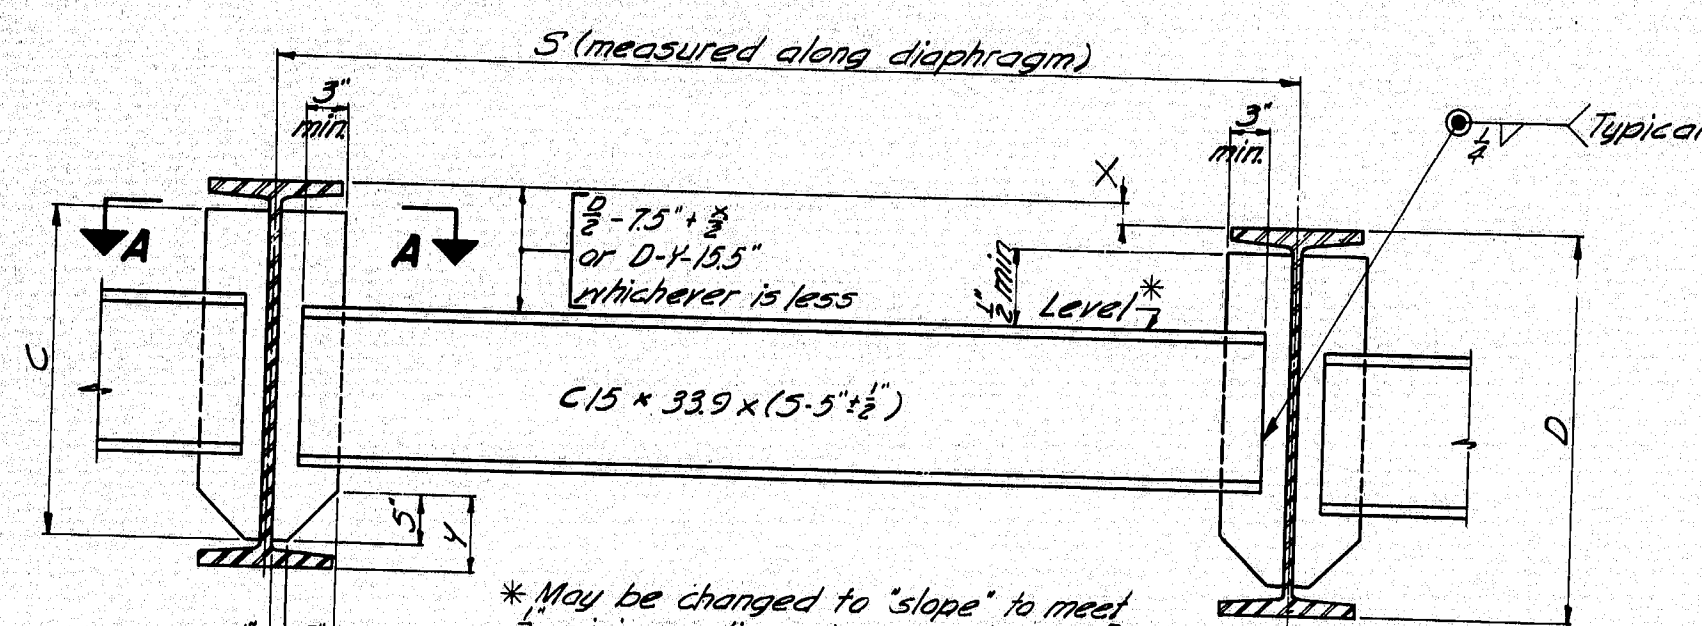 S (measured along diaphragm)
3"
min.
3"
min.
1/4
Typical
X
A
A
D/2 - 7.5" + X/2
or D-Y-15.5"
whichever is less
1/2" min
Level *
C
C15 x 33.9 x (S-5" ± 1/2")
D
5"
Y
* May be changed to "slope" to meet